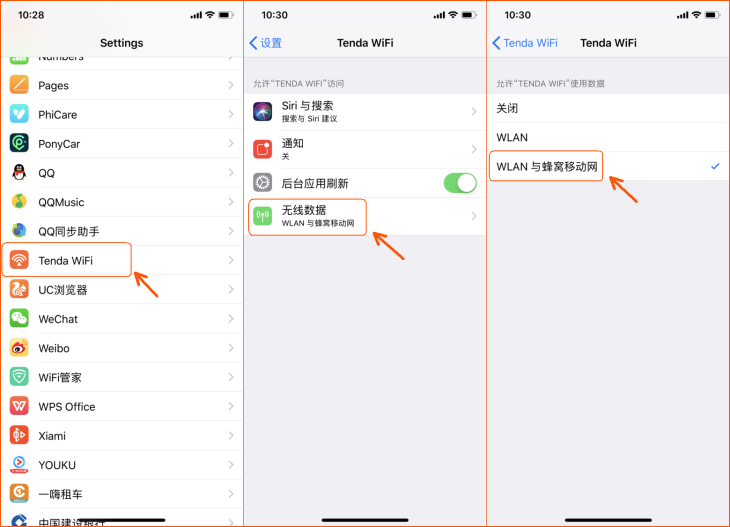 10:28
Settings
Numbers
Pages
PhiCare
PonyCar
QQ
QQMusic
QQ同步助手
Tenda WiFi
UC浏览器
WeChat
Weibo
WiFi管家
WPS Office
Xiami
YOUKU
一嗨租车
中国建设银行
10:30
设置
Tenda WiFi
允许“TENDA WIFI”访问
Siri 与搜索
搜索与 Siri 建议
通知
关
后台应用刷新
无线数据
WLAN 与蜂窝移动网
10:30
Tenda WiFi
Tenda WiFi
允许“TENDA WIFI”使用数据
关闭
WLAN
WLAN 与蜂窝移动网